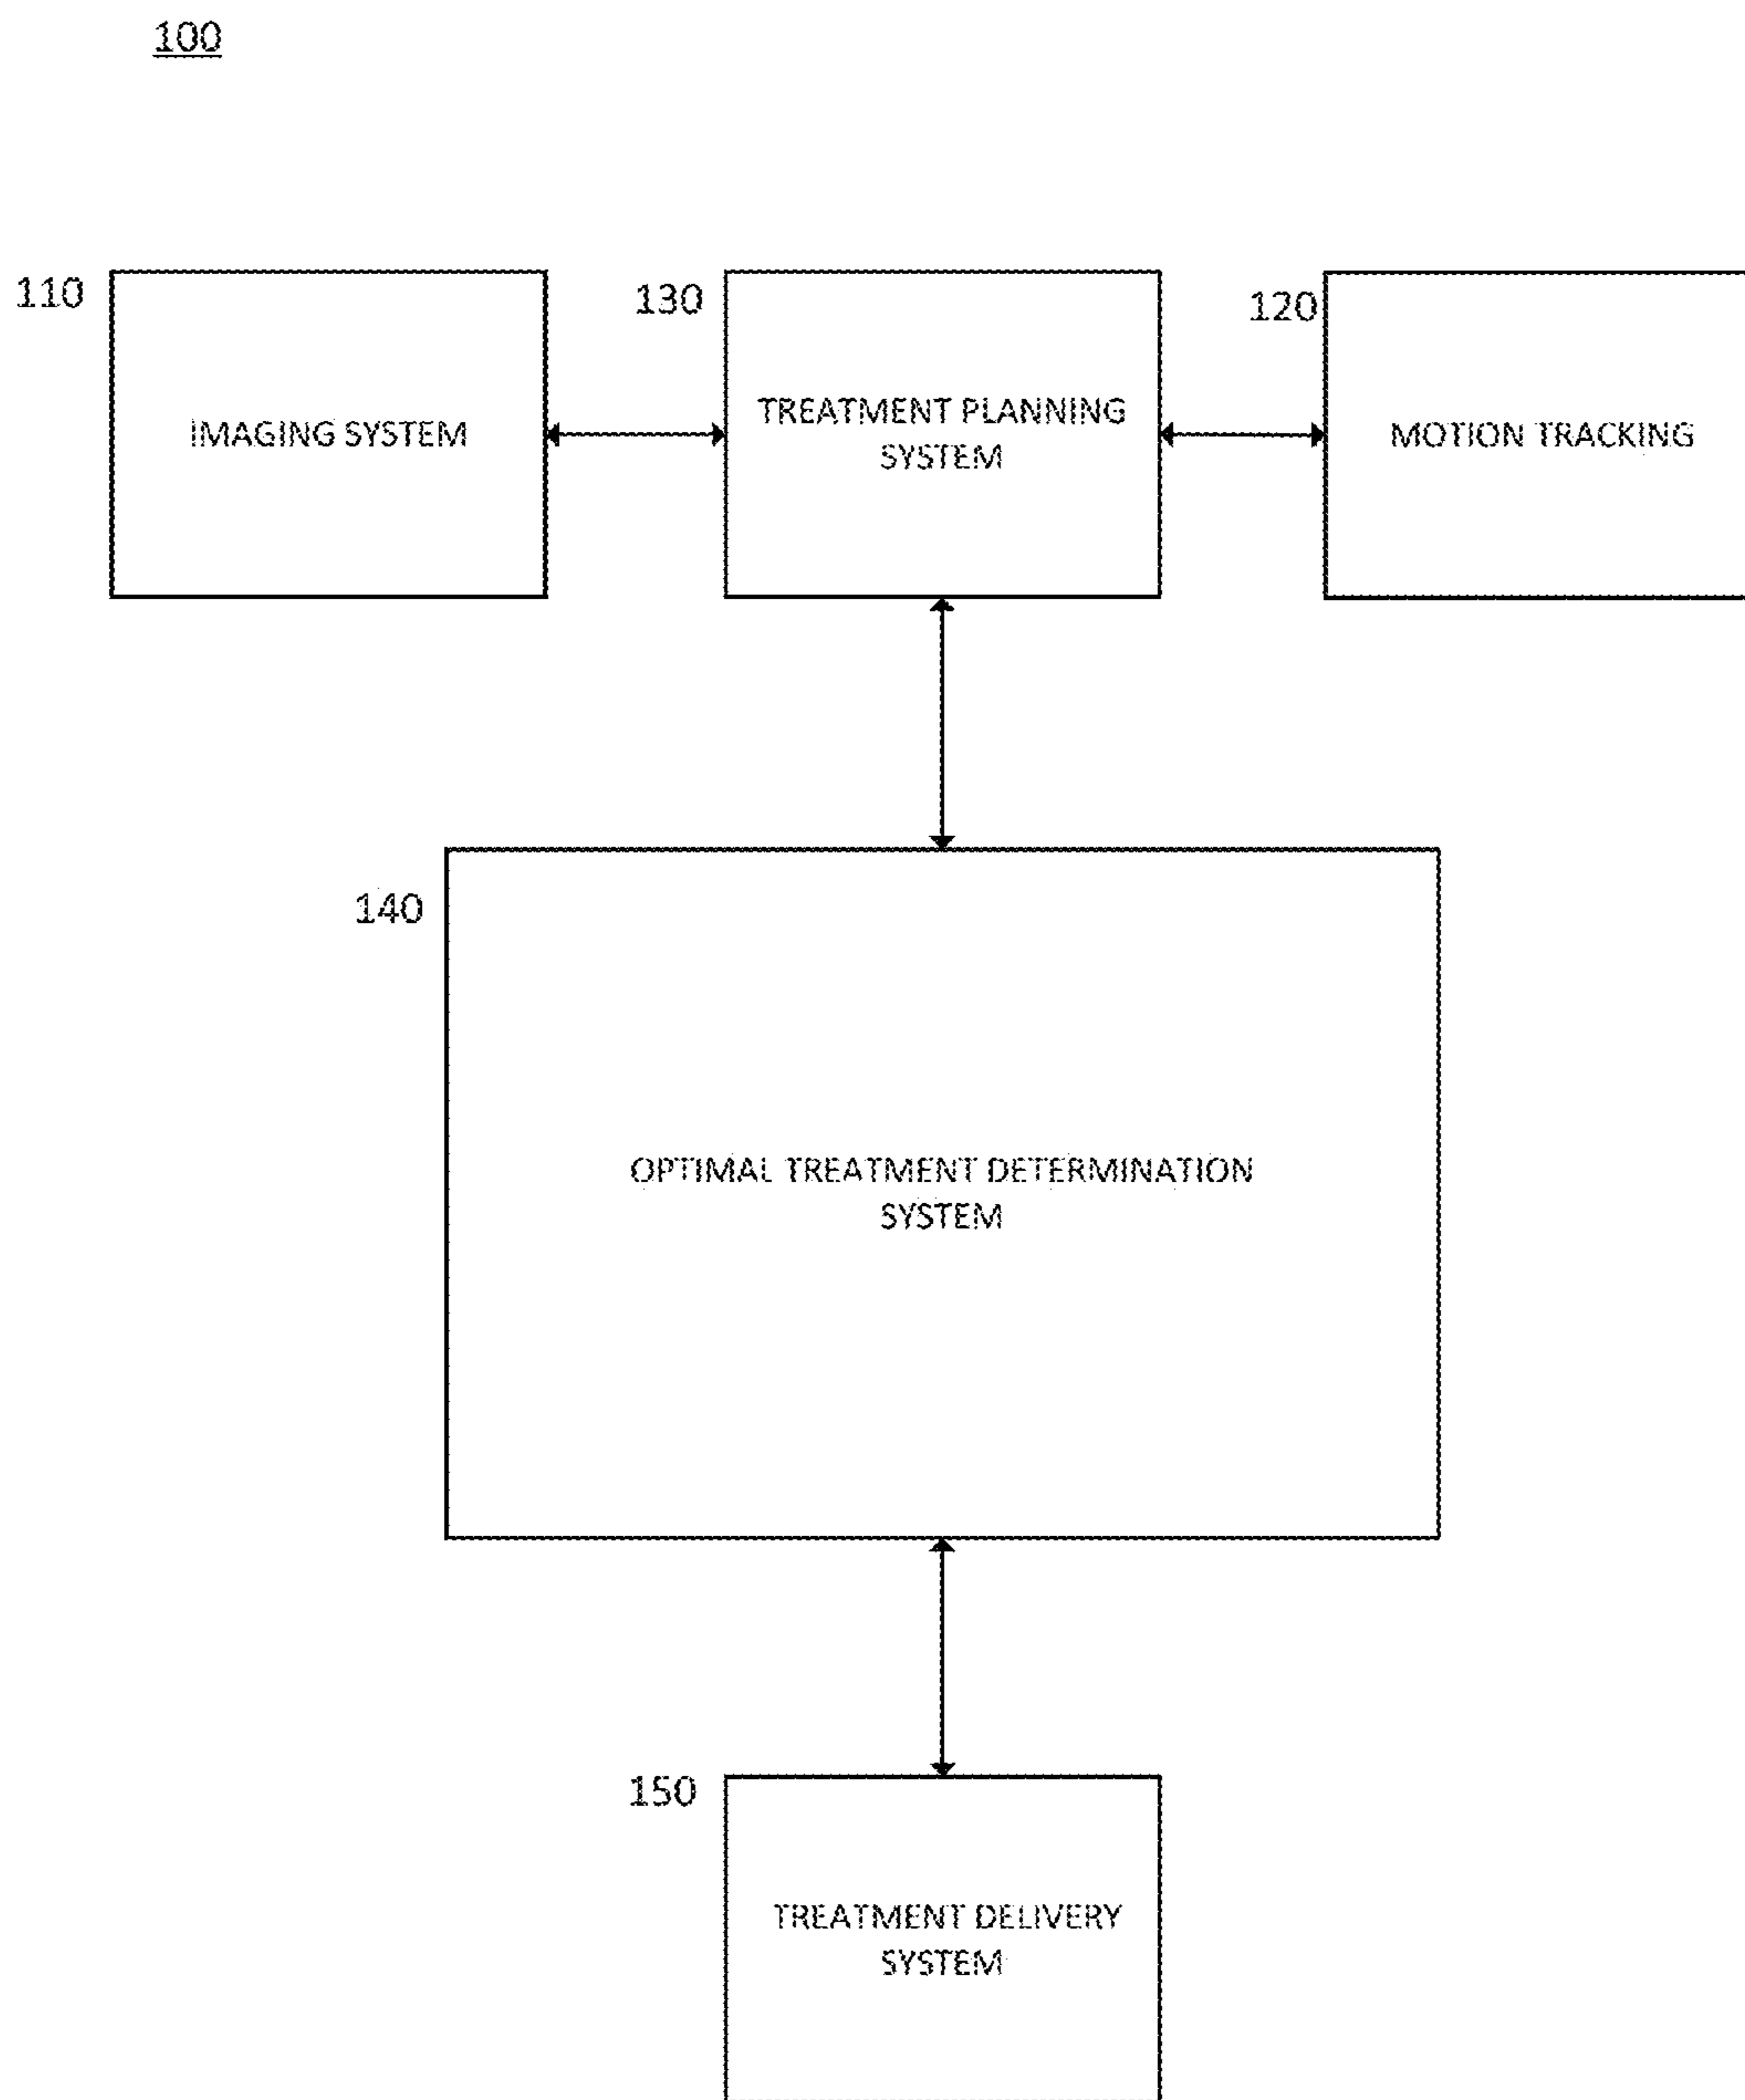 100
110
IMAGING SYSTEM
130
TREATMENT PLANNING
SYSTEM
120
MOTION TRACKING
140
OPTIMAL TREATMENT DETERMINATION
SYSTEM
150
TREATMENT DELIVERY
SYSTEM